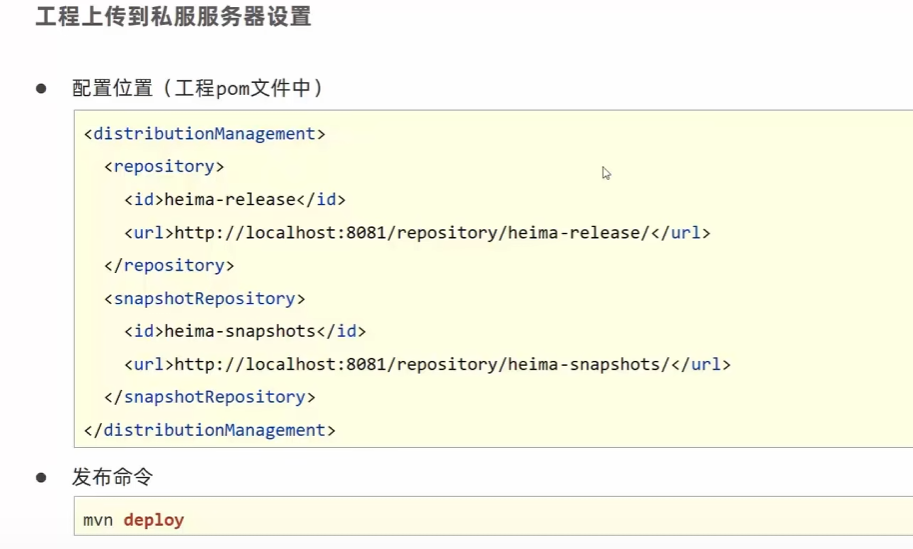 工程上传到私服服务器设置
● 配置位置（工程pom文件中）
<distributionManagement>
<repository>
<id>heima-release</id>
<url>http://localhost:8081/repository/heima-release/</url>
</repository>
<snapshotRepository>
<id>heima-snapshots</id>
<url>http://localhost:8081/repository/heima-snapshots/</url>
</snapshotRepository>
</distributionManagement>
● 发布命令
mvn deploy